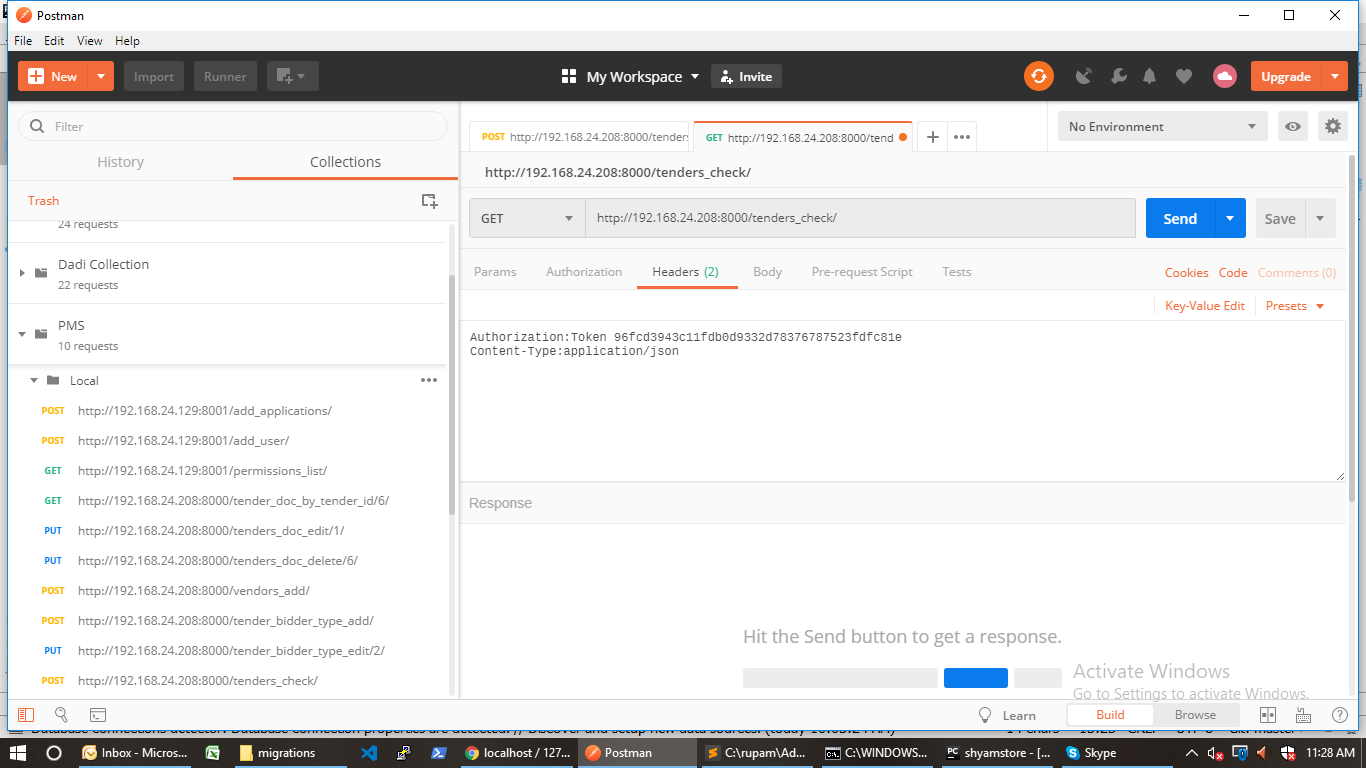 Postman
File Edit View Help
New Import Runner My Workspace Invite Upgrade
Filter
History Collections
Trash
24 requests
Dadi Collection
22 requests
PMS
10 requests
Local
POST http://192.168.24.129:8001/add_applications/
POST http://192.168.24.129:8001/add_user/
GET http://192.168.24.129:8001/permissions_list/
GET http://192.168.24.208:8000/tender_doc_by_tender_id/6/
PUT http://192.168.24.208:8000/tenders_doc_edit/1/
PUT http://192.168.24.208:8000/tenders_doc_delete/6/
POST http://192.168.24.208:8000/vendors_add/
POST http://192.168.24.208:8000/tender_bidder_type_add/
PUT http://192.168.24.208:8000/tender_bidder_type_edit/2/
POST http://192.168.24.208:8000/tenders_check/
POST http://192.168.24.208:8000/tenders GET http://192.168.24.208:8000/tend
No Environment
http://192.168.24.208:8000/tenders_check/
GET http://192.168.24.208:8000/tenders_check/ Send Save
Params Authorization Headers (2) Body Pre-request Script Tests Cookies Code Comments (0)
Key-Value Edit Presets
Authorization:Token 96fcd3943c11fdb0d9332d78376787523fdfc81e
Content-Type:application/json
Response
Hit the Send button to get a response.
Activate Windows
Go to Settings to activate Windows.
Learn Build Browse
Inbox - Micros... migrations localhost / 127... Postman C:\rupam\Ad... C:\WINDOWS... shyamstore - [... Skype 11:28 AM